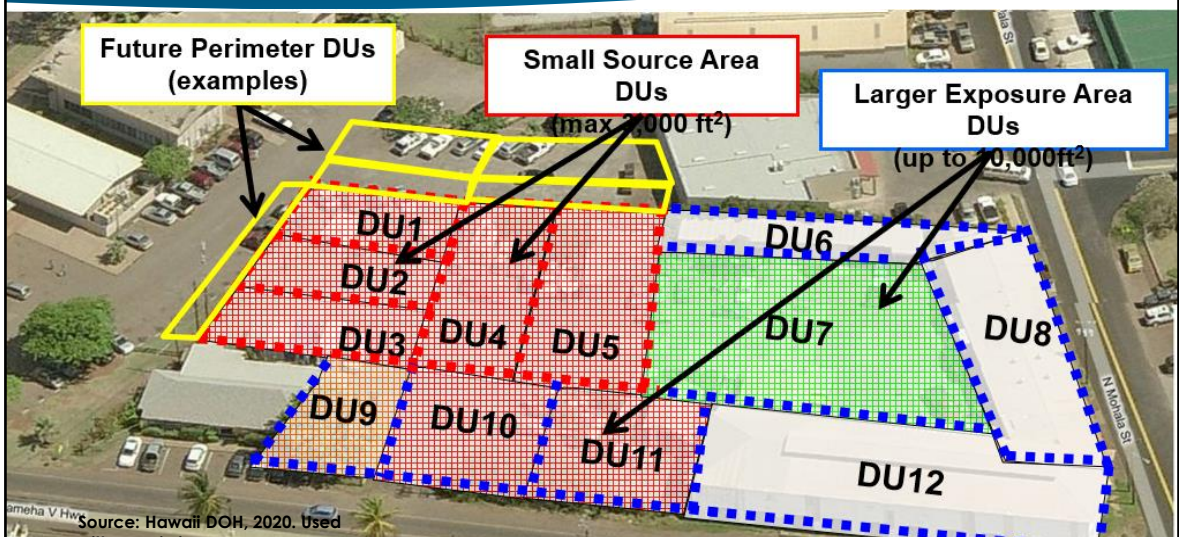 Future Perimeter DUs
(examples)
Small Source Area
DUs
(max 2,000 ft²)
Larger Exposure Area
DUs
(up to 10,000ft²)
DU1
DU2
DU3
DU4
DU5
DU6
DU7
DU8
DU9
DU10
DU11
DU12
N Mohala St
ameha V Hwy
Source: Hawaii DOH, 2020. Used